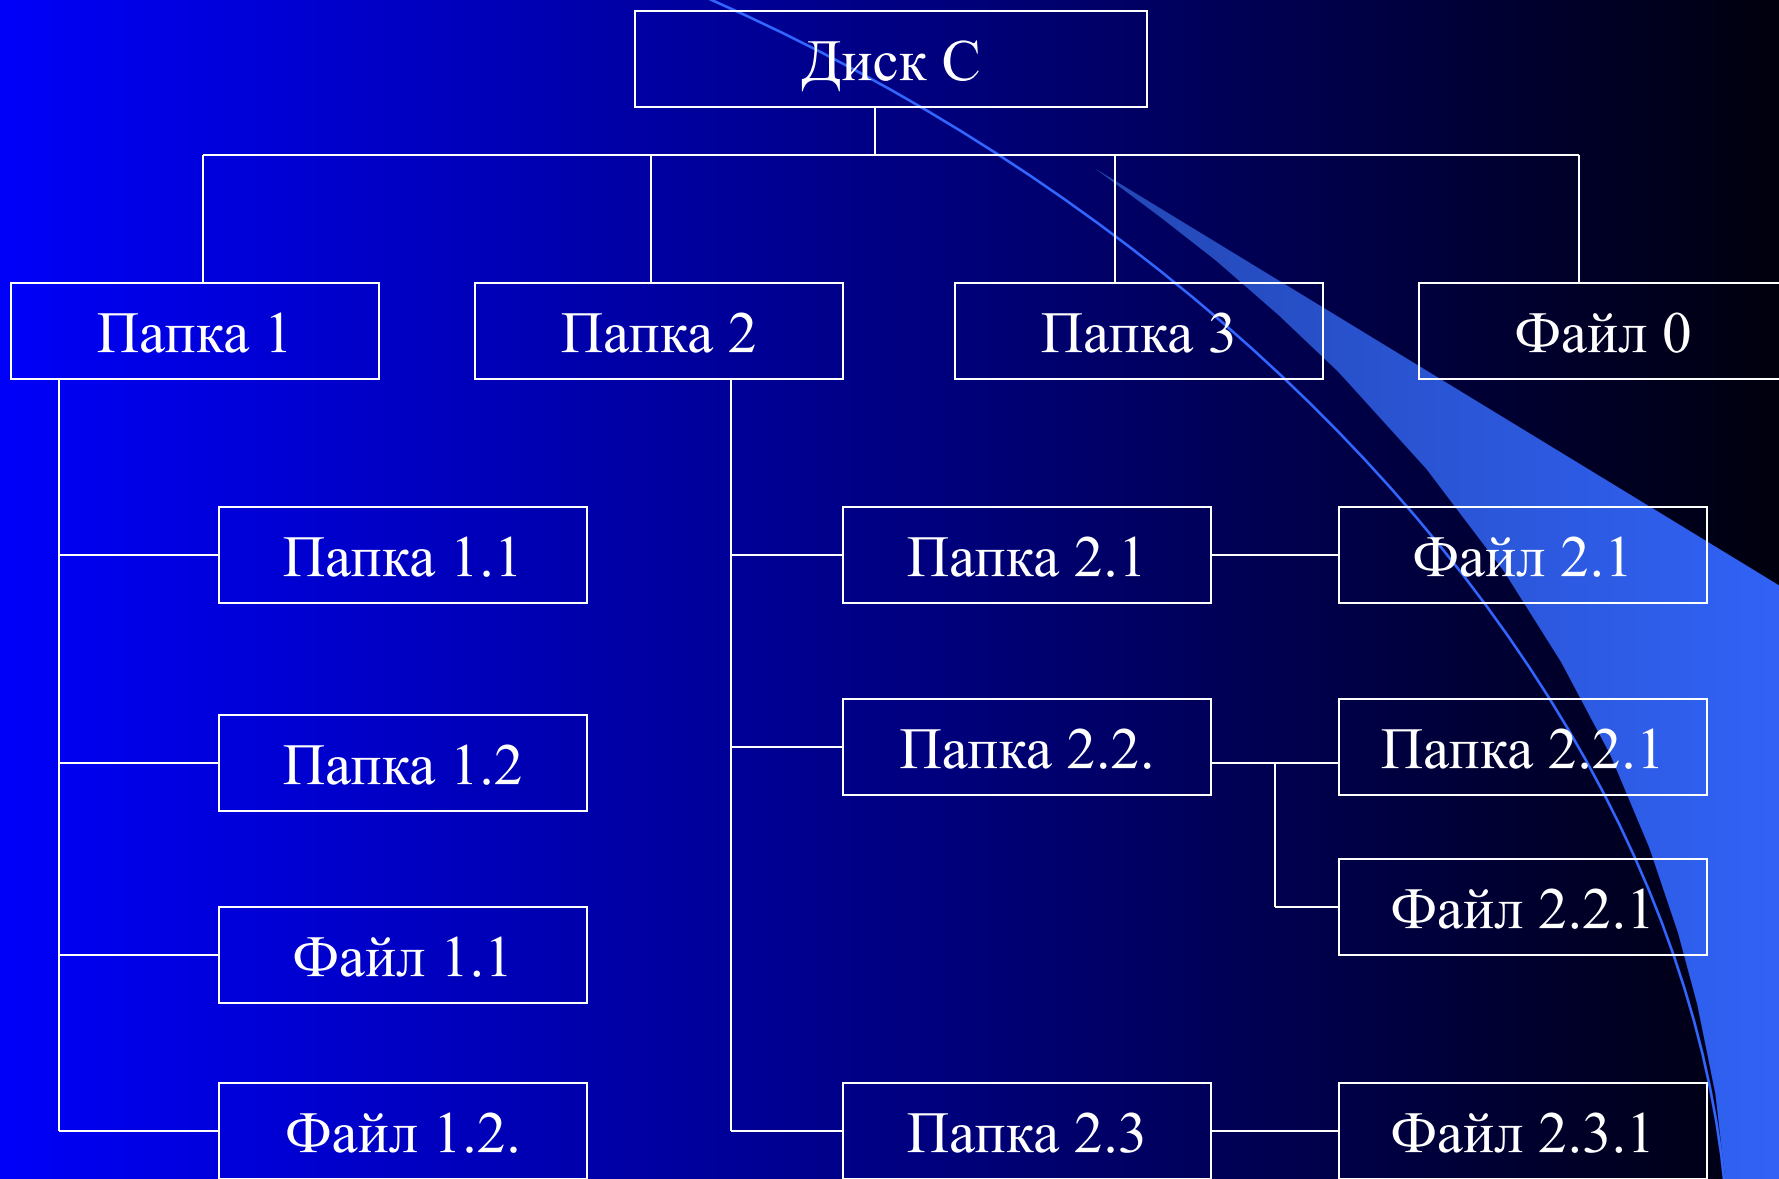 Диск С
Папка 1
Папка 2
Папка 3
Файл 0
Папка 1.1
Папка 2.1
Файл 2.1
Папка 1.2
Папка 2.2.
Папка 2.2.1
Файл 2.2.1
Файл 1.1
Файл 1.2.
Папка 2.3
Файл 2.3.1